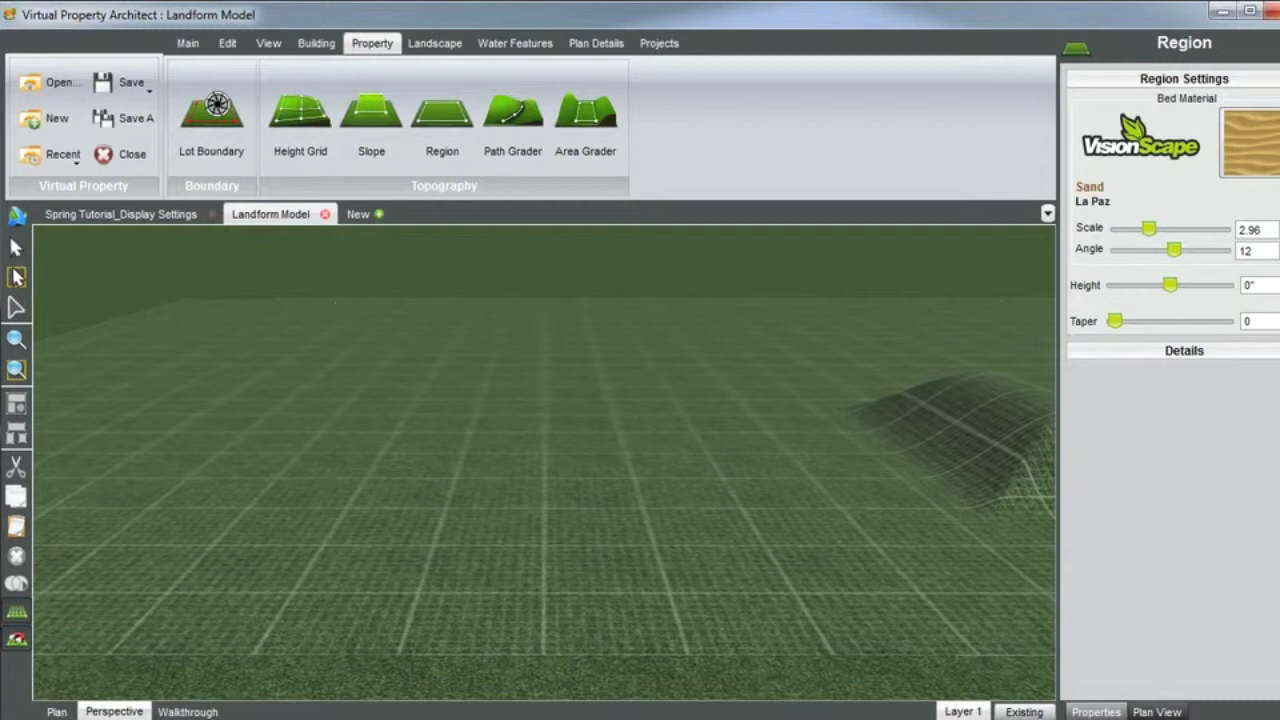 Virtual Property Architect : Landform Model
Main Edit View Building Property Landscape Water Features Plan Details Projects
Region
Open... Save
New Save A
Recent Close
Virtual Property
Lot Boundary
Boundary
Height Grid Slope Region Path Grader Area Grader
Topography
Spring Tutorial_Display Settings Landform Model New
Region Settings
Bed Material
VisionScape
Sand
La Paz
Scale 2.96
Angle 12
Height 0"
Taper 0
Details
Plan Perspective Walkthrough
Layer 1 Existing
Properties Plan View